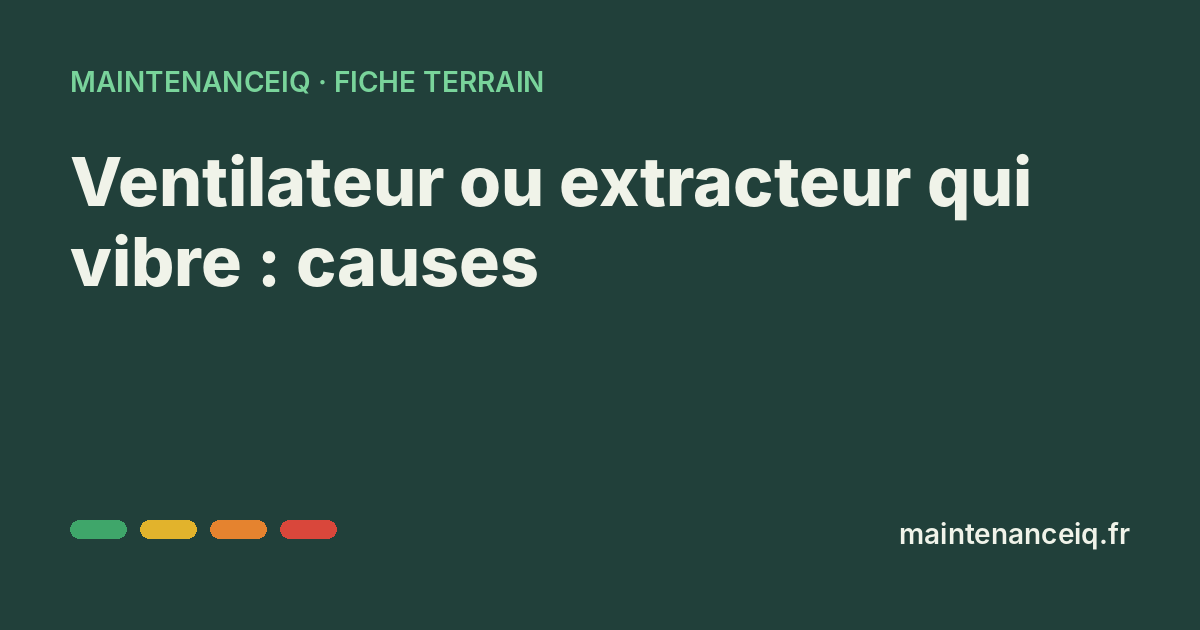 MAINTENANCEIQ · FICHE TERRAIN
Ventilateur ou extracteur qui
vibre : causes
maintenanceiq.fr